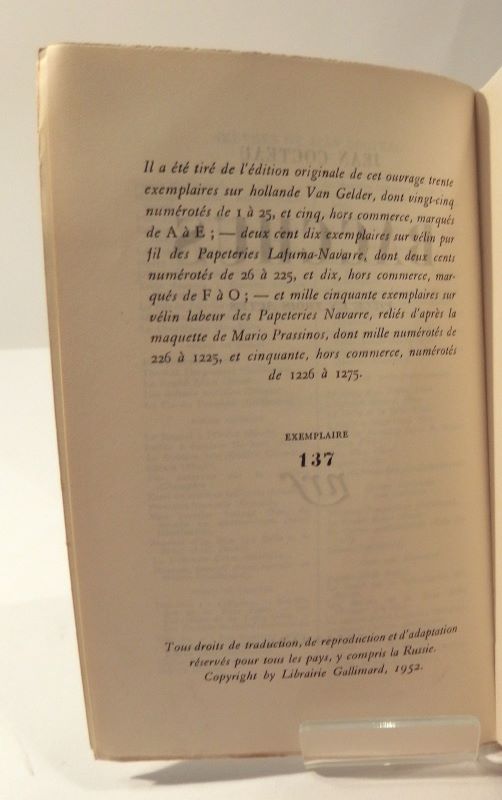 Il a été tiré de l'édition originale de cet ouvrage trente
exemplaires sur hollande Van Gelder, dont vingt-cinq
numérotés de 1 à 25, et cinq, hors commerce, marqués
de A à E ; — deux cent dix exemplaires sur vélin pur
fil des Papeteries Lafuma-Navarre, dont deux cents
numérotés de 26 à 225, et dix, hors commerce, mar-
qués de F à O ; — et mille cinquante exemplaires sur
vélin labeur des Papeteries Navarre, reliés d'après la
maquette de Mario Prassinos, dont mille numérotés de
226 à 1225, et cinquante, hors commerce, numérotés
de 1226 à 1275.
EXEMPLAIRE
137
Tous droits de traduction, de reproduction et d'adaptation
réservés pour tous les pays, y compris la Russie.
Copyright by Librairie Gallimard, 1952.